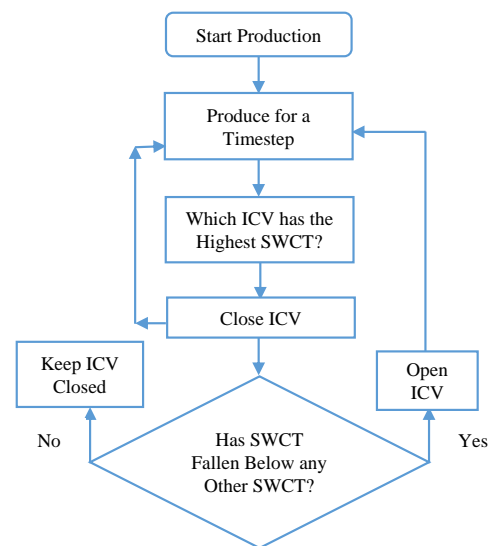 Start Production
Produce for a
Timestep
Which ICV has the
Highest SWCT?
Close ICV
Keep ICV
Closed
Open
ICV
No
Has SWCT
Fallen Below any
Other SWCT?
Yes